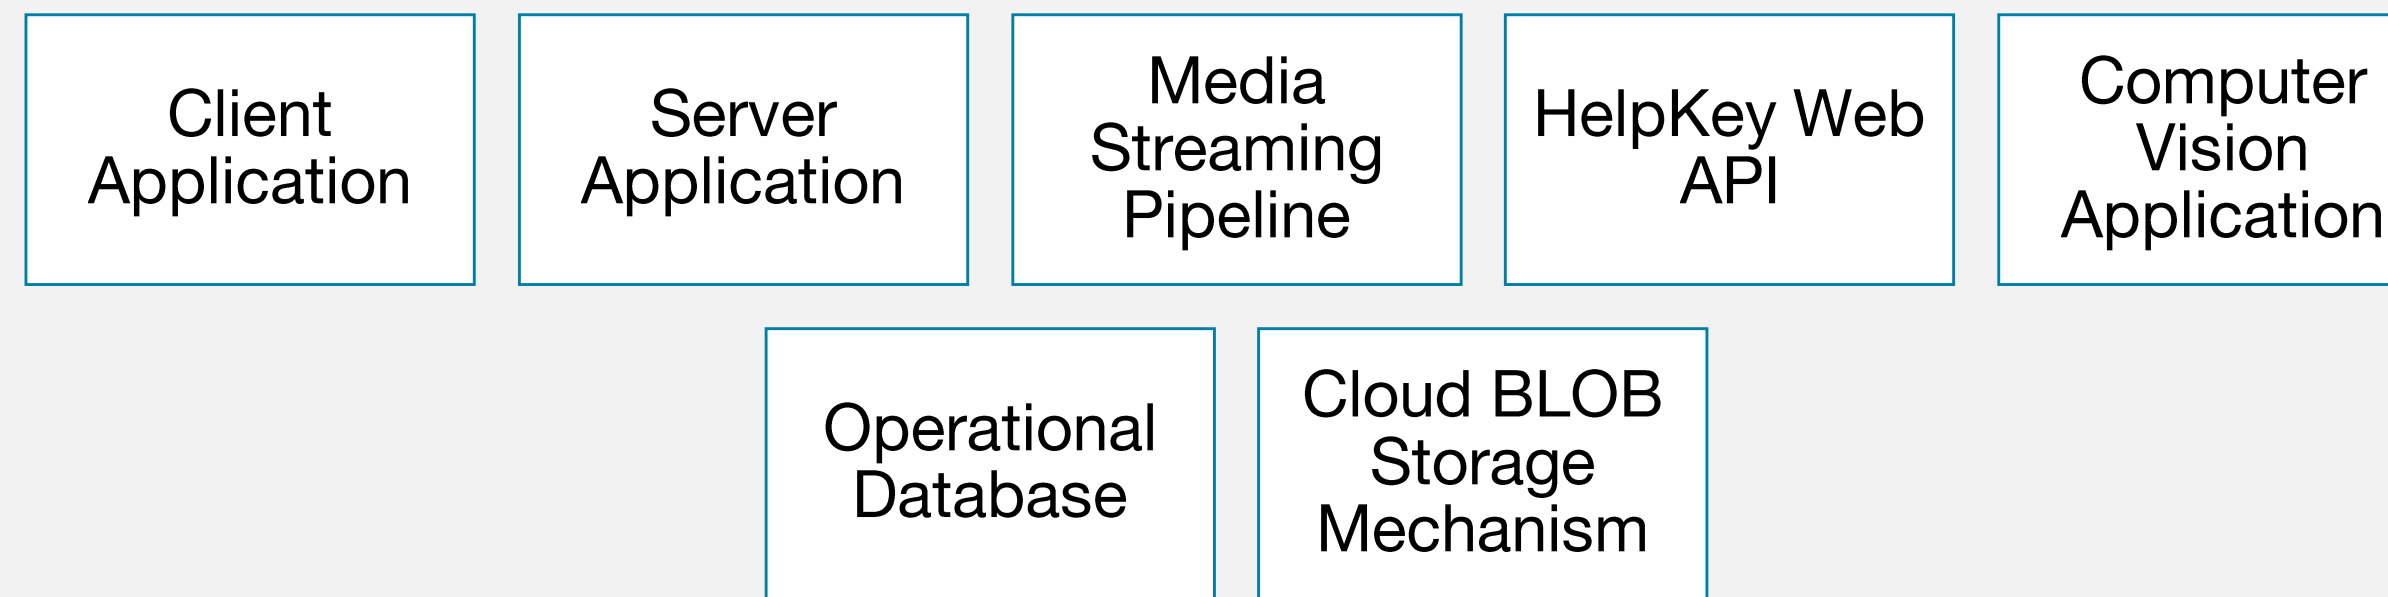 Client
Application
Server
Application
Media
Streaming
Pipeline
HelpKey Web
API
Computer
Vision
Application
Operational
Database
Cloud BLOB
Storage
Mechanism